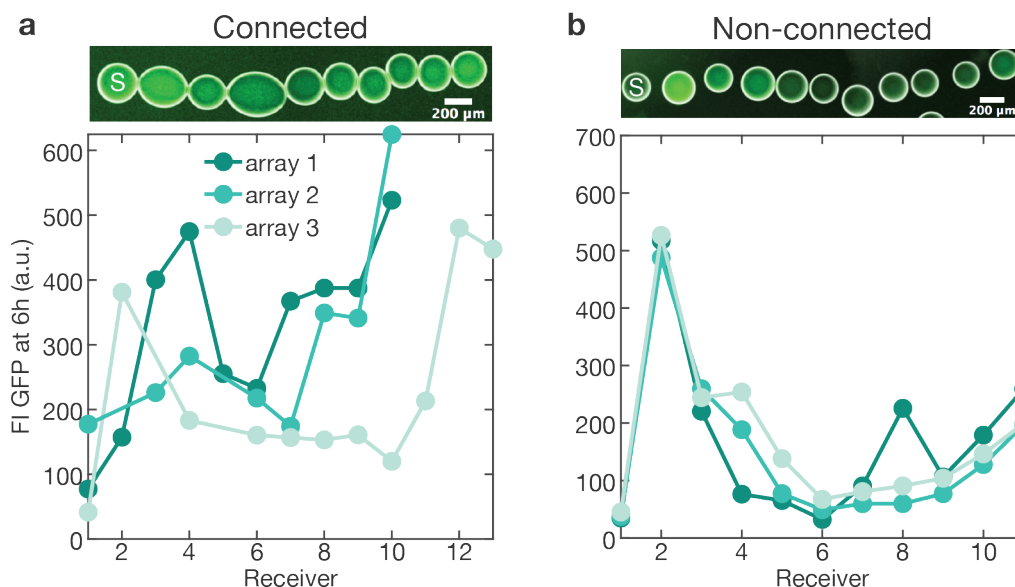 a
Connected
S
200 µm
FI GFP at 6h (a.u.)
600
500
400
300
200
100
0
array 1
array 2
array 3
2
4
6
8
10
12
Receiver
b
Non-connected
S
200 µm
700
600
500
400
300
200
100
0
2
4
6
8
10
Receiver